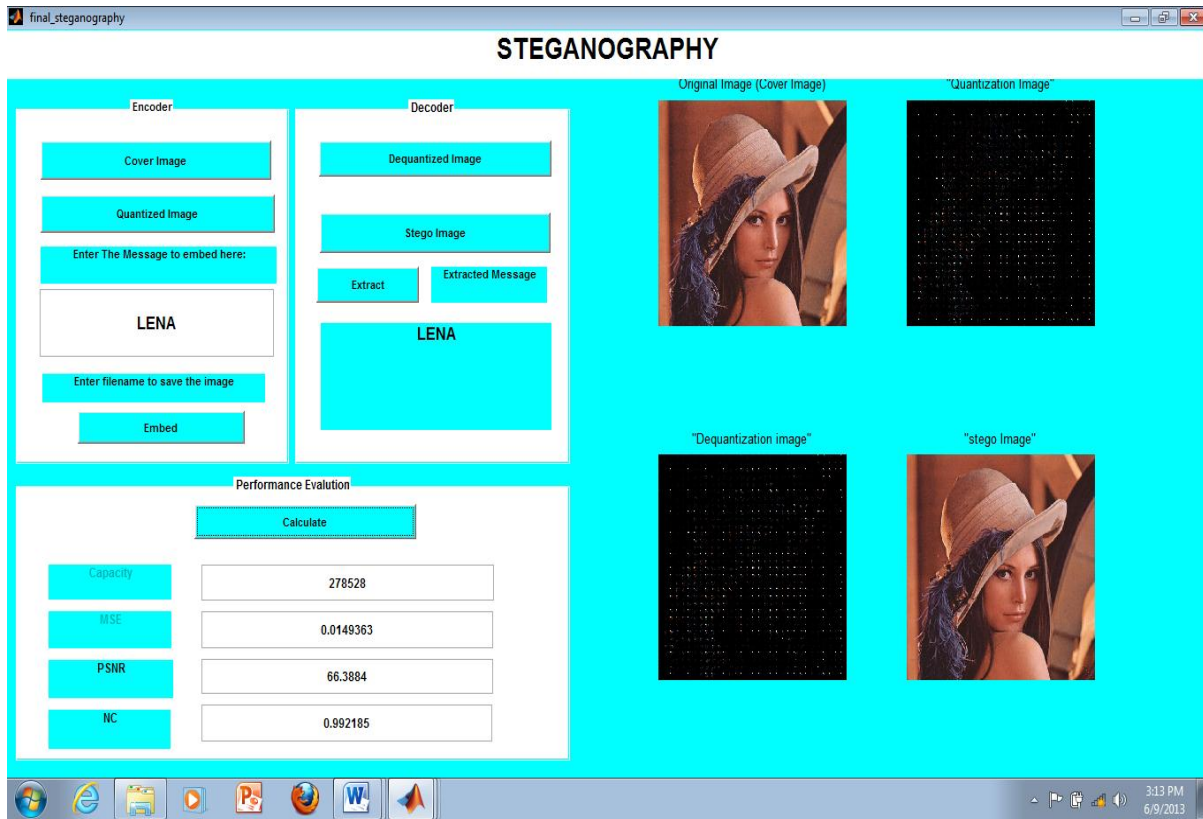 final_steganography
STEGANOGRAPHY
Encoder
Cover Image
Quantized Image
Enter The Message to embed here:
LENA
Enter filename to save the image
Embed
Decoder
Dequantized Image
Stego Image
Extract
Extracted Message
LENA
Performance Evalution
Calculate
Capacity
278528
MSE
0.0149363
PSNR
66.3884
NC
0.992185
Original Image (Cover Image)
"Quantization Image"
"Dequantization image"
"stego Image"
3:13 PM
6/9/2013